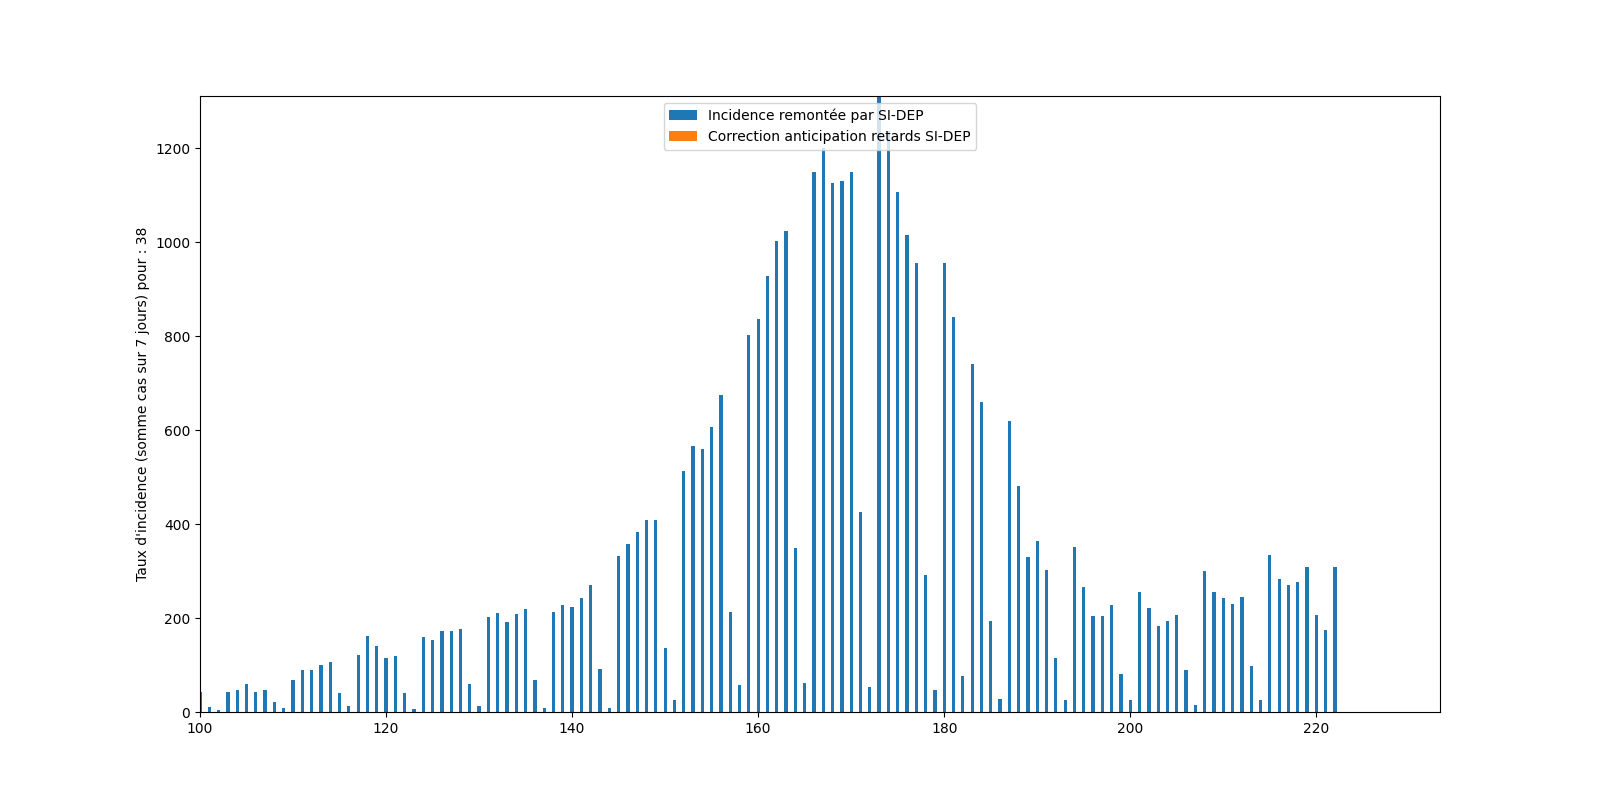 Incidence remontée par SI-DEP
Correction anticipation retards SI-DEP
Taux d'incidence (somme cas sur 7 jours) pour : 38
1200
1000
800
600
400
200
0
100 120 140 160 180 200 220